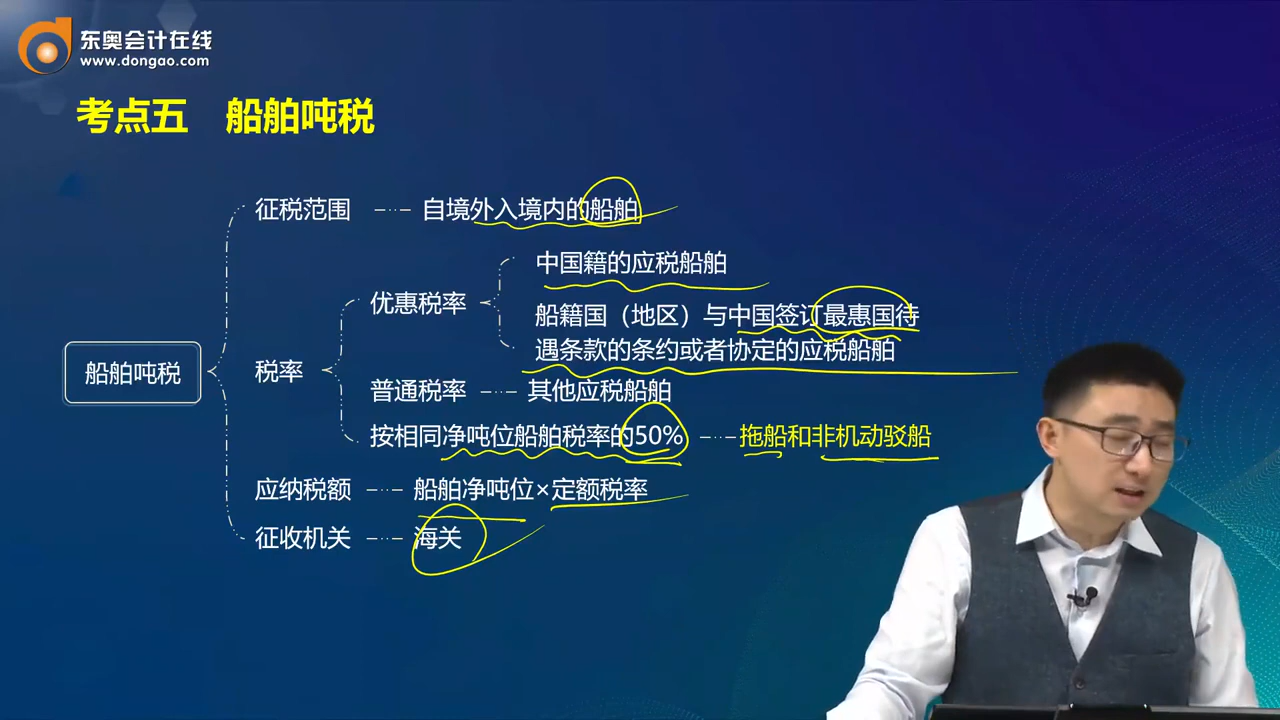 东奥会计在线
www.dongao.com
考点五 船舶吨税
征税范围 自境外入境内的船舶
中国籍的应税船舶
优惠税率
船籍国（地区）与中国签订最惠国待
遇条款的条约或者协定的应税船舶
船舶吨税
税率
普通税率 其他应税船舶
按相同净吨位船舶税率的50% 拖船和非机动驳船
应纳税额 船舶净吨位×定额税率
征收机关 海关